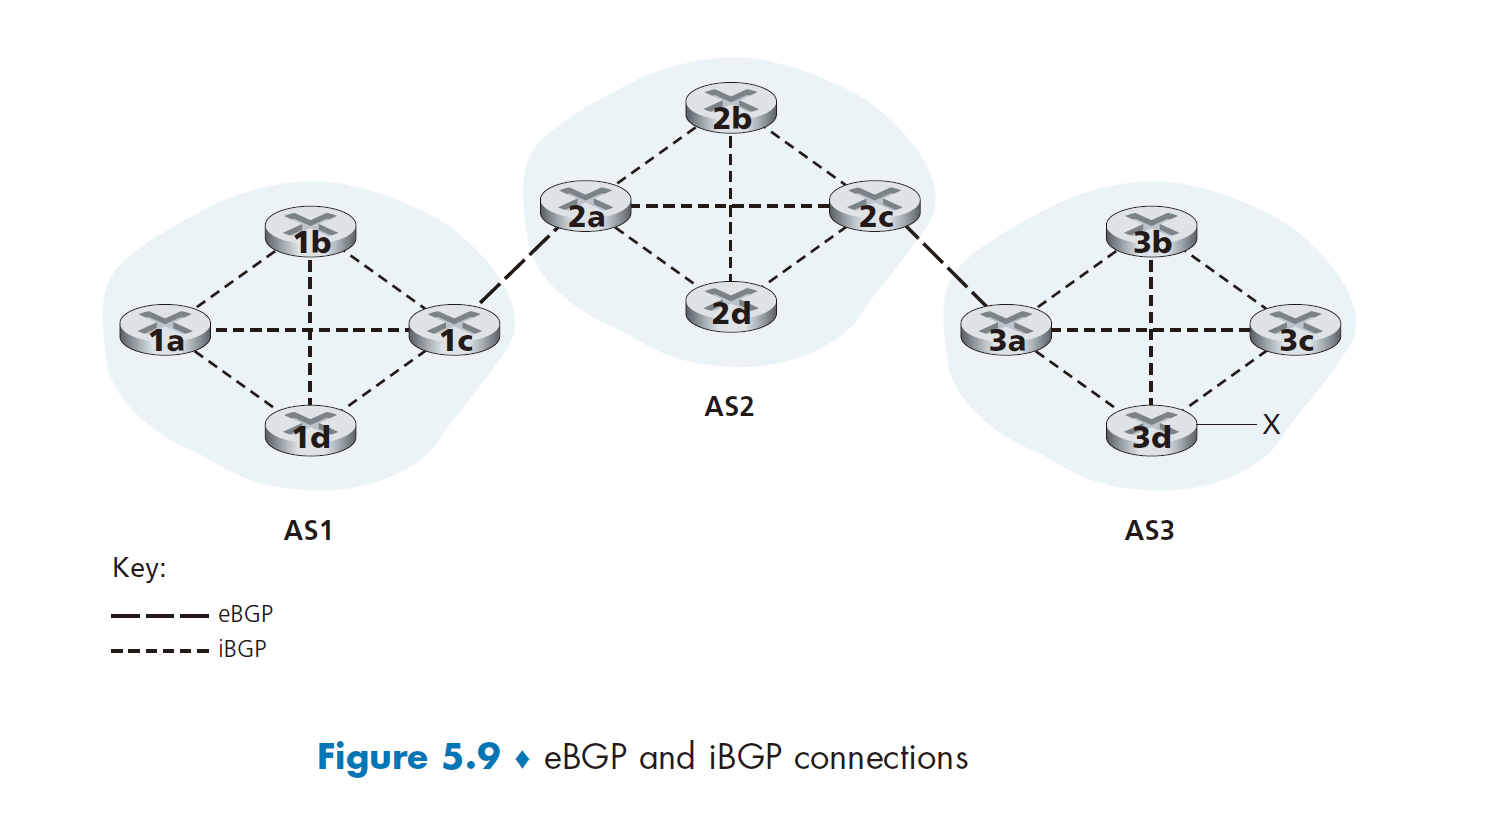 2b
2a
2c
1b
3b
2d
1a
1c
3a
3c
AS2
1d
3d
X
AS1
AS3
Key:
eBGP
iBGP
Figure 5.9 ♦ eBGP and iBGP connections